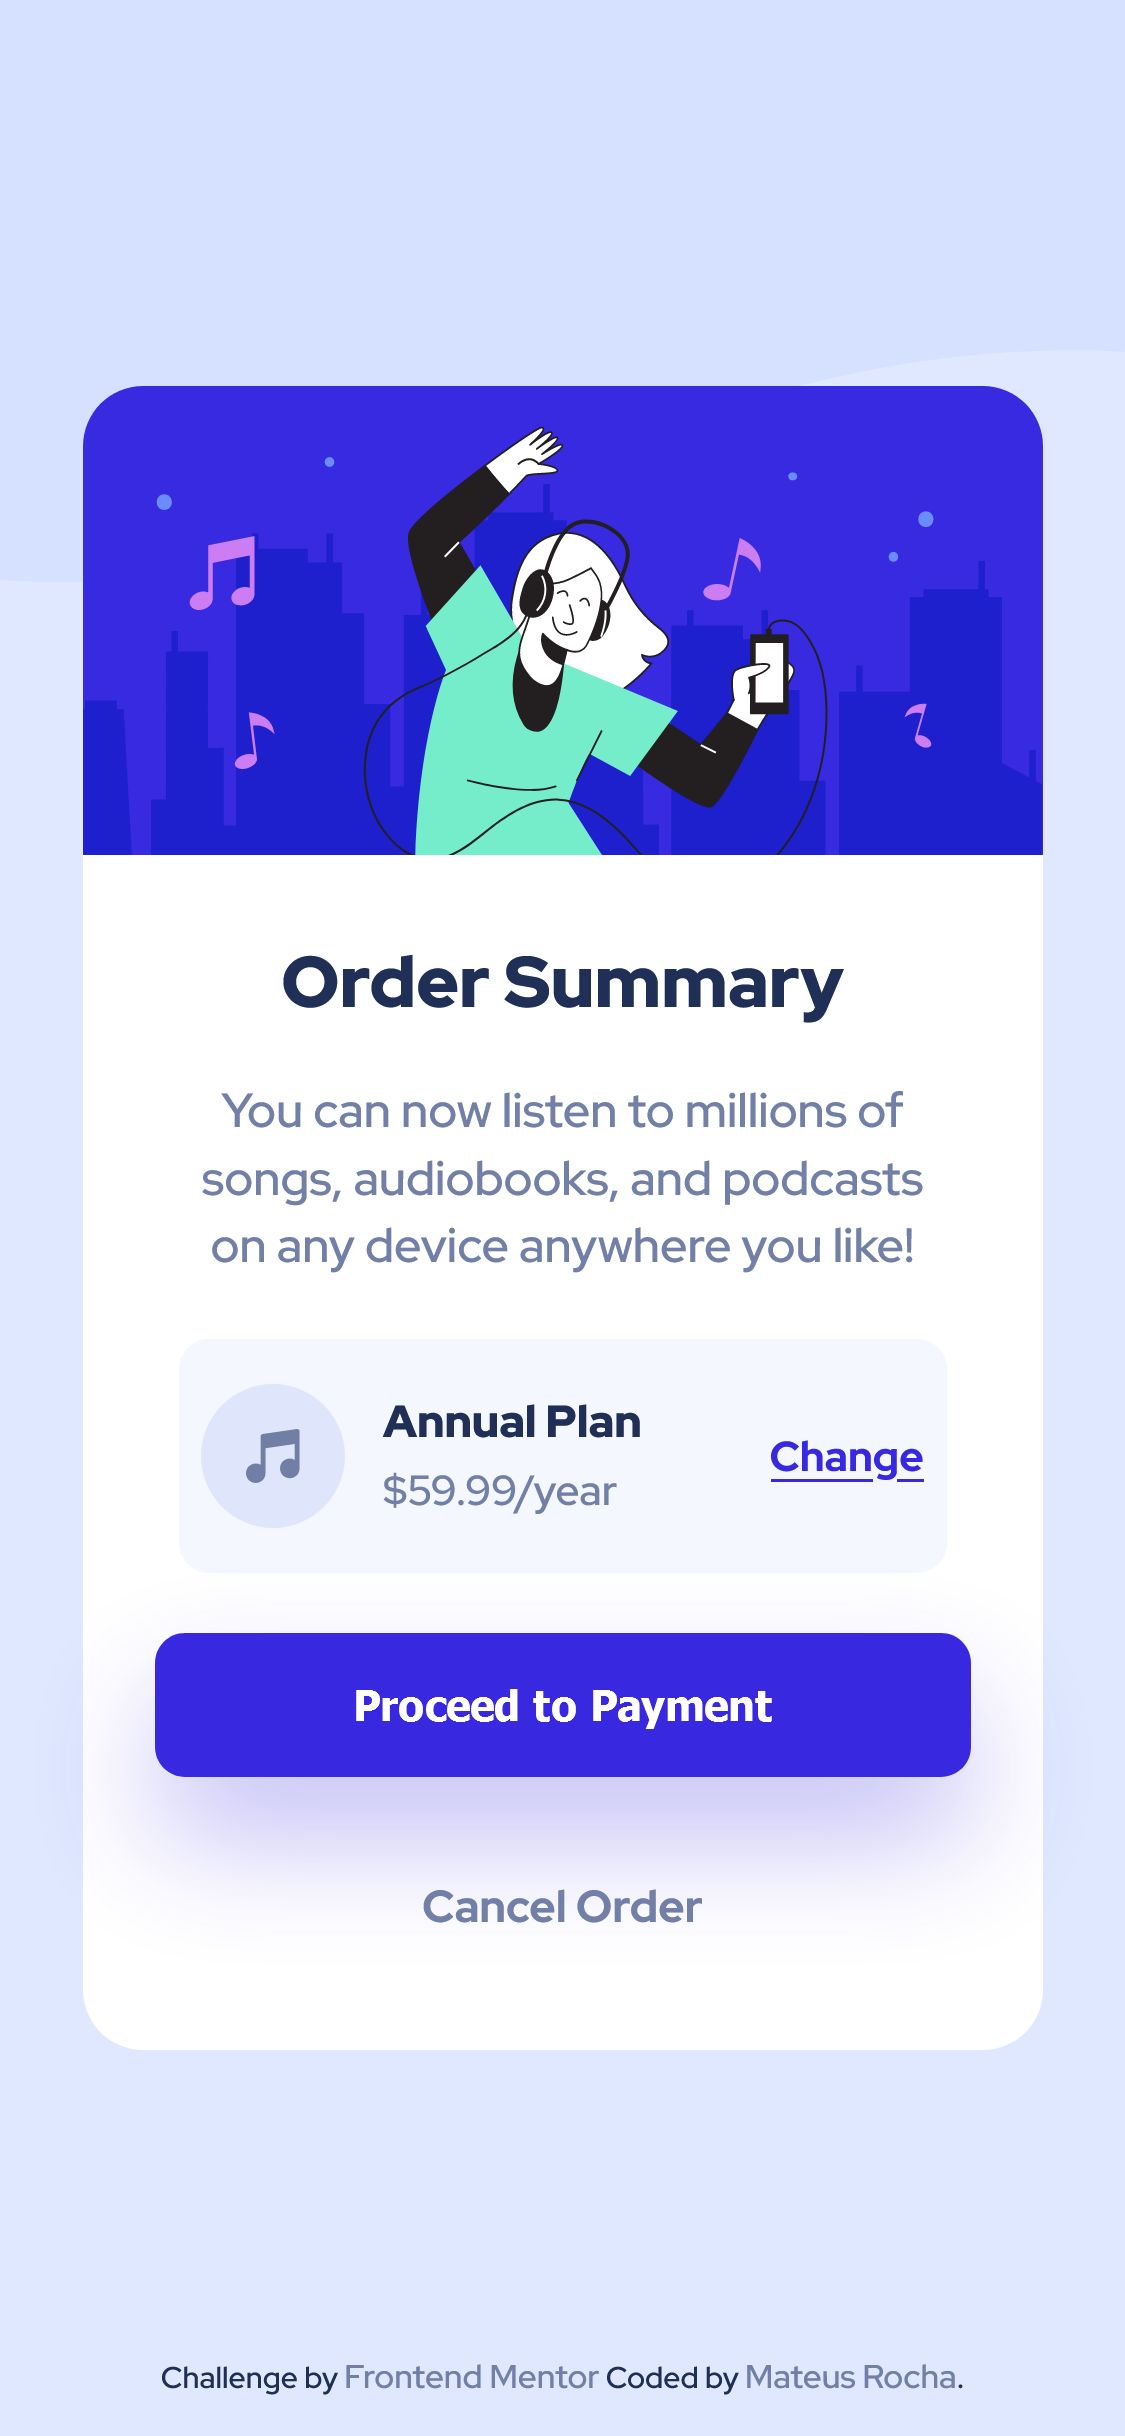 Order Summary
You can now listen to millions of
songs, audiobooks, and podcasts
on any device anywhere you like!
Annual Plan
$59.99/year
Change
Proceed to Payment
Cancel Order
Challenge by Frontend Mentor Coded by Mateus Rocha.